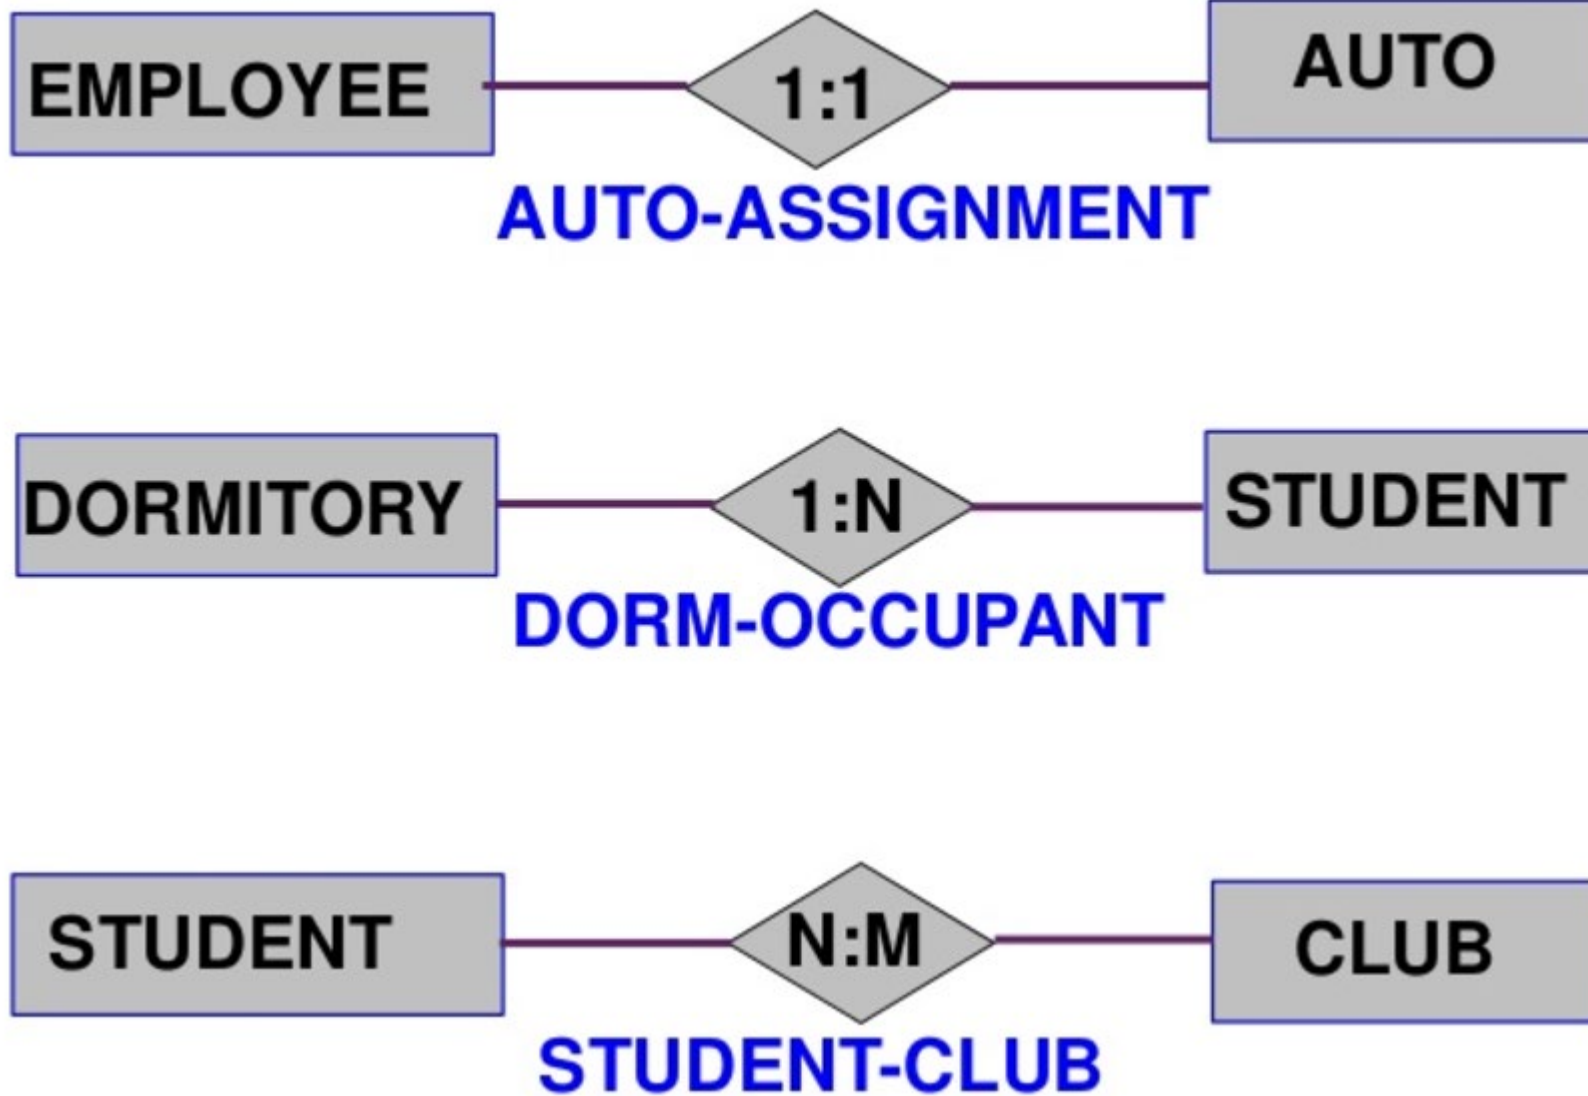 EMPLOYEE 1:1 AUTO
AUTO-ASSIGNMENT
DORMITORY 1:N STUDENT
DORM-OCCUPANT
STUDENT N:M CLUB
STUDENT-CLUB